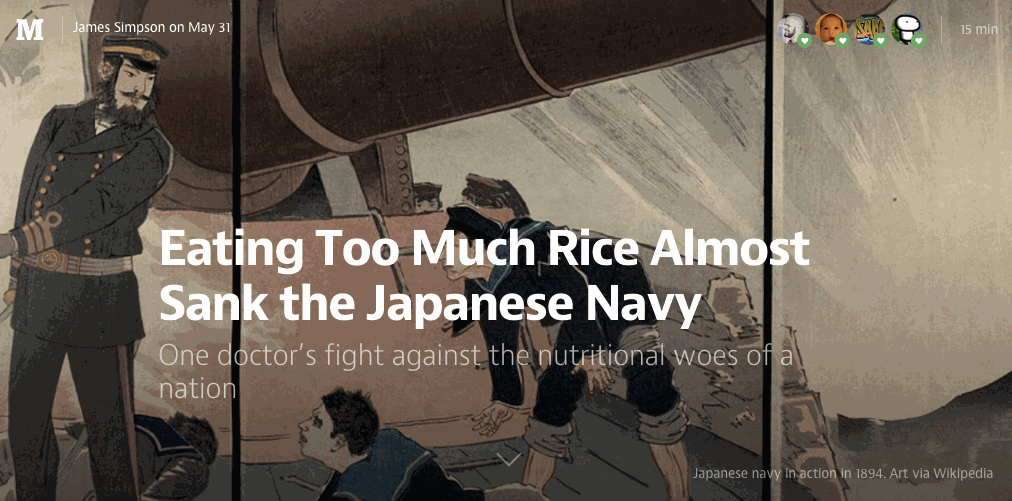 M
James Simpson on May 31
15 min
Eating Too Much Rice Almost
Sank the Japanese Navy
One doctor's fight against the nutritional woes of a
nation
Japanese navy in action in 1894. Art via Wikipedia